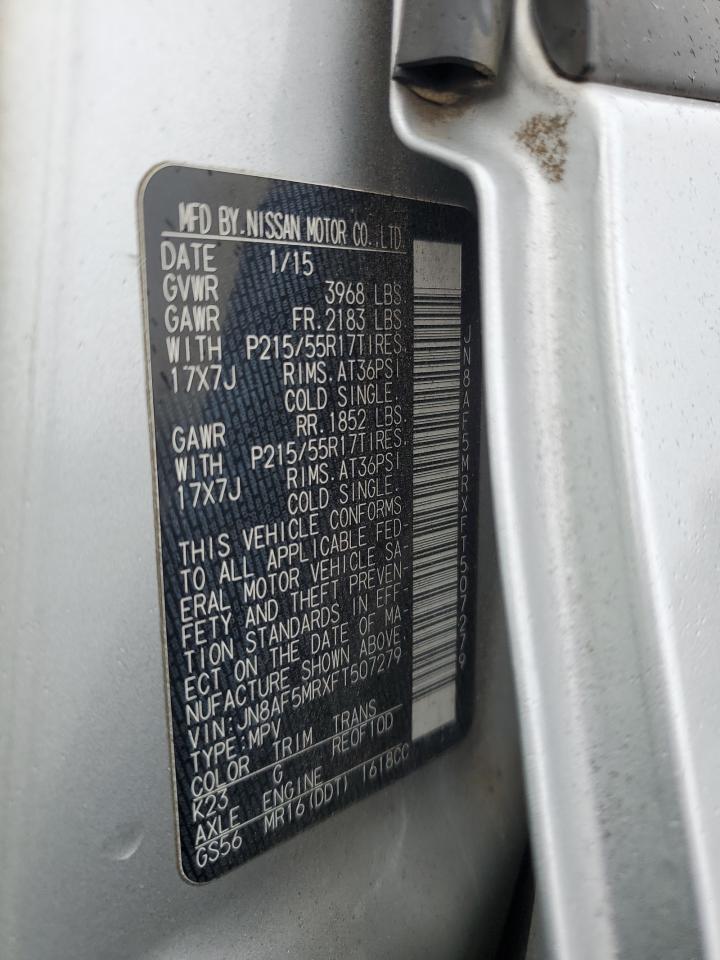 MFD BY.NISSAN MOTOR CO.,LTD.
DATE 1/15
GVWR 3968 LBS.
GAWR FR.2183 LBS.
WITH P215/55R17TIRES.
17X7J RIMS.AT36PSI
COLD SINGLE.
GAWR RR.1852 LBS.
WITH P215/55R17TIRES.
17X7J RIMS.AT36PSI
COLD SINGLE.
THIS VEHICLE CONFORMS
TO ALL APPLICABLE FED-
ERAL MOTOR VEHICLE SA-
FETY AND THEFT PREVEN-
TION STANDARDS IN EFF
ECT ON THE DATE OF MA-
NUFACTURE SHOWN ABOVE.
VIN:JN8AF5MRXFT507279
TYPE:MPV
COLOR TRIM TRANS
K23 G RE0F10D
AXLE ENGINE
GS56 MR16(DDT) 1618CC
JN8AF5MRXFT507279